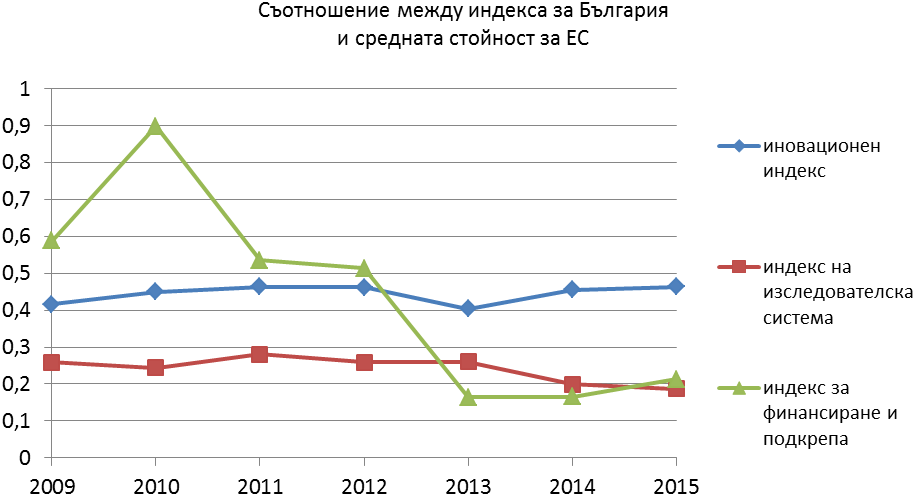 Съотношение между индекса за България
и средната стойност за ЕС
1
0,9
0,8
0,7
0,6
0,5
0,4
0,3
0,2
0,1
0
2009 2010 2011 2012 2013 2014 2015
иновационен
индекс
индекс на
изследователска
система
индекс за
финансиране и
подкрепа